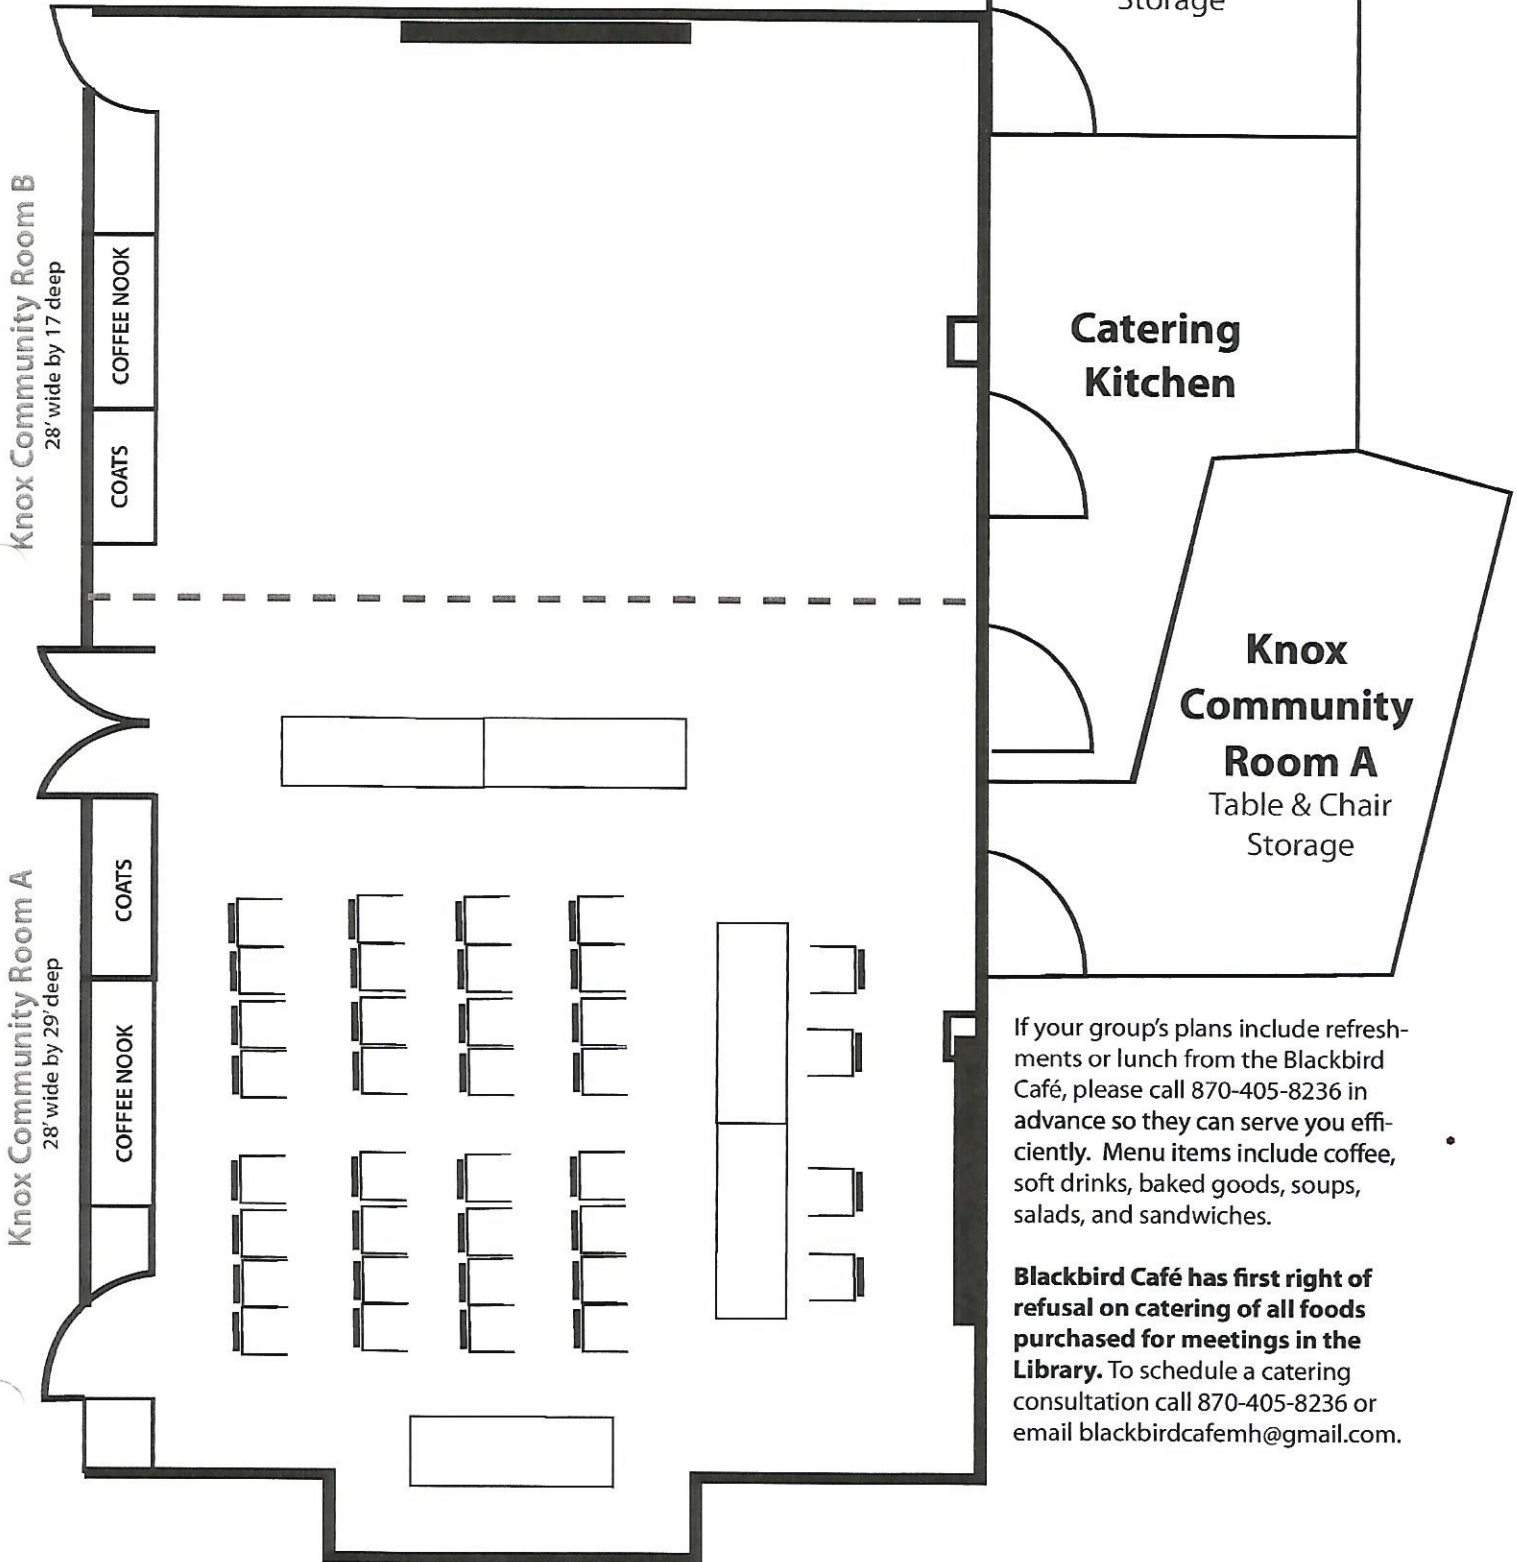 Storage
Knox Community Room B
28' wide by 17 deep
COFFEE NOOK
COATS
Catering
Kitchen
Knox
Community
Room A
Table & Chair
Storage
Knox Community Room A
28' wide by 29' deep
COATS
COFFEE NOOK
If your group's plans include refresh-
ments or lunch from the Blackbird
Café, please call 870-405-8236 in
advance so they can serve you effi-
ciently.  Menu items include coffee,
soft drinks, baked goods, soups,
salads, and sandwiches.
Blackbird Café has first right of
refusal on catering of all foods
purchased for meetings in the
Library. To schedule a catering
consultation call 870-405-8236 or
email blackbirdcafemh@gmail.com.